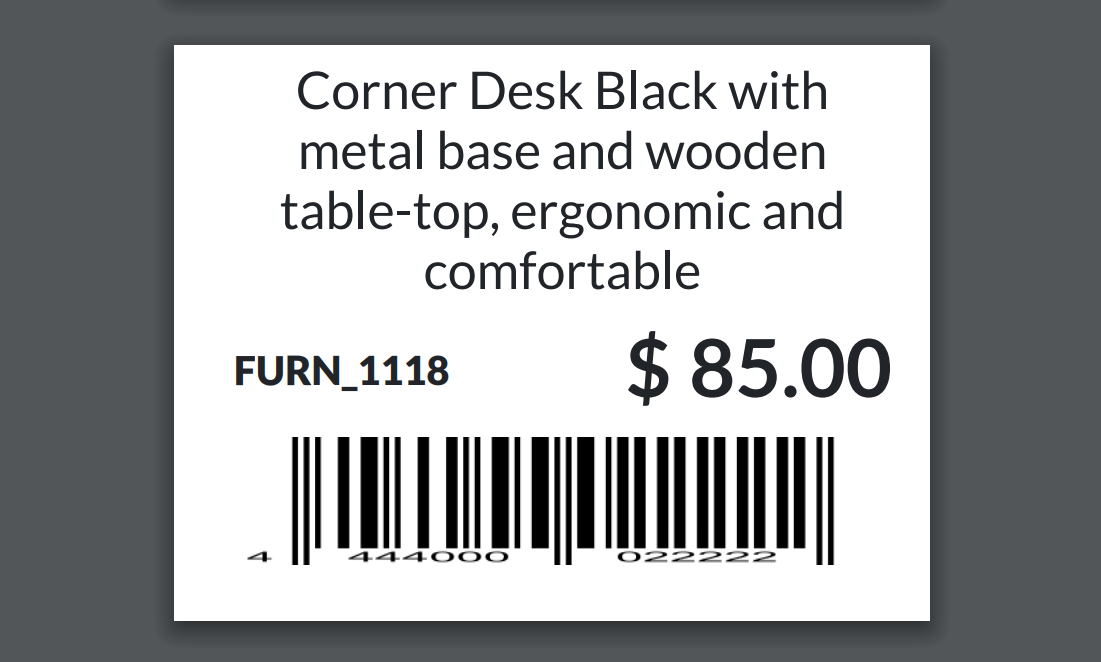 Corner Desk Black with
metal base and wooden
table-top, ergonomic and
comfortable
FURN_1118 $ 85.00
4 444000 022222